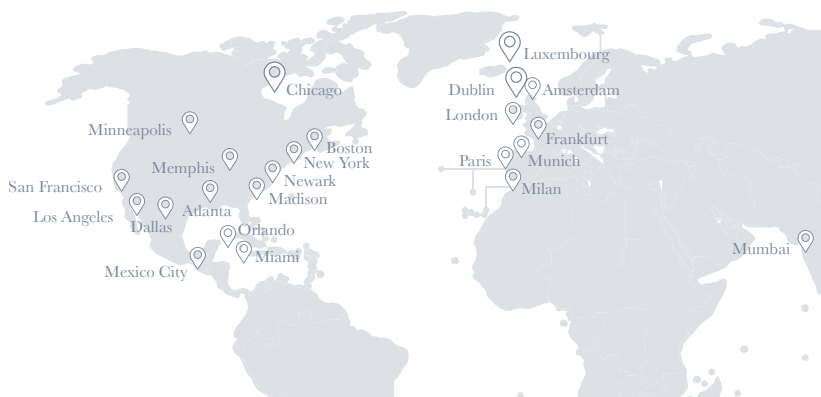 Luxembourg
Chicago
Dublin
Amsterdam
London
Minneapolis
Frankfurt
Boston
Memphis
New York
Paris
Munich
Newark
San Francisco
Milan
Madison
Los Angeles
Atlanta
Dallas
Orlando
Mumbai
Miami
Mexico City